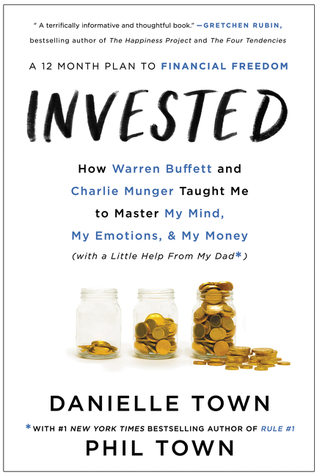 " A terrifically informative and thoughtful book." —GRETCHEN RUBIN,
bestselling author of The Happiness Project and The Four Tendencies
A 12 MONTH PLAN TO FINANCIAL FREEDOM
INVESTED
How Warren Buffett and
Charlie Munger Taught Me
to Master My Mind,
My Emotions, & My Money
(with a Little Help From My Dad*)
DANIELLE TOWN
*WITH #1 NEW YORK TIMES BESTSELLING AUTHOR OF RULE #1
PHIL TOWN